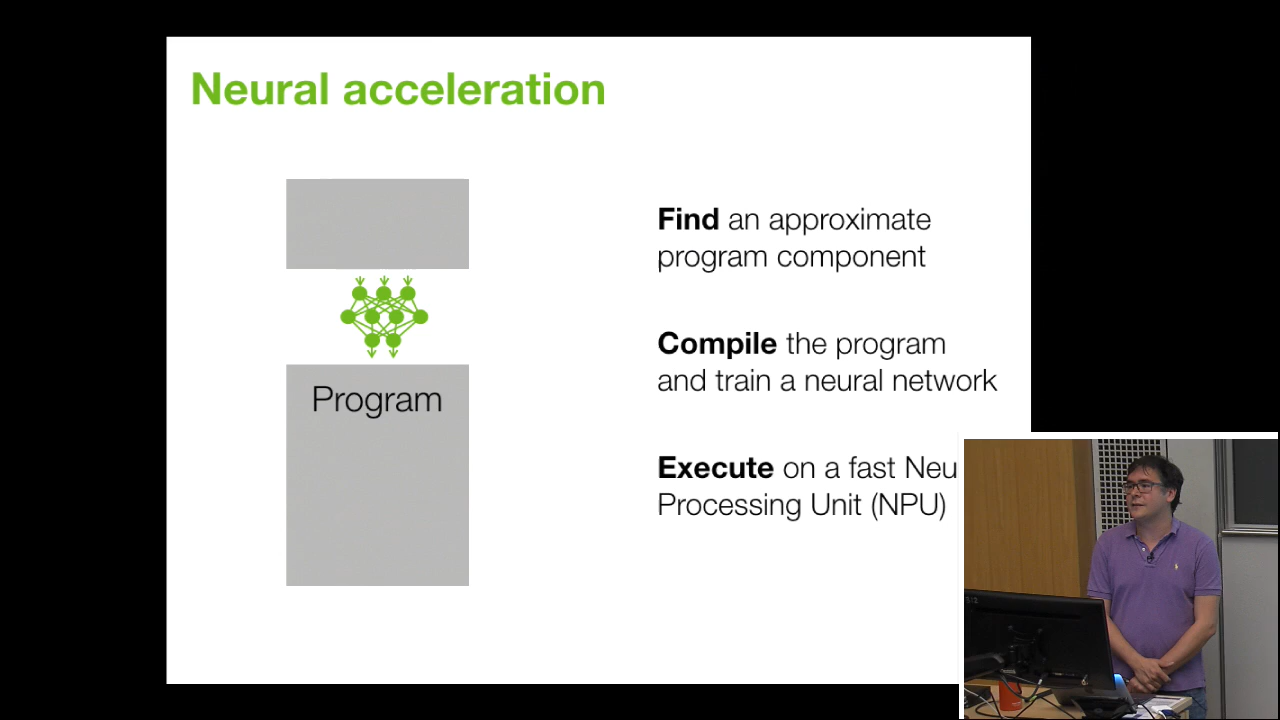 Neural acceleration
Program
Find an approximate
program component
Compile the program
and train a neural network
Execute on a fast Neu
Processing Unit (NPU)